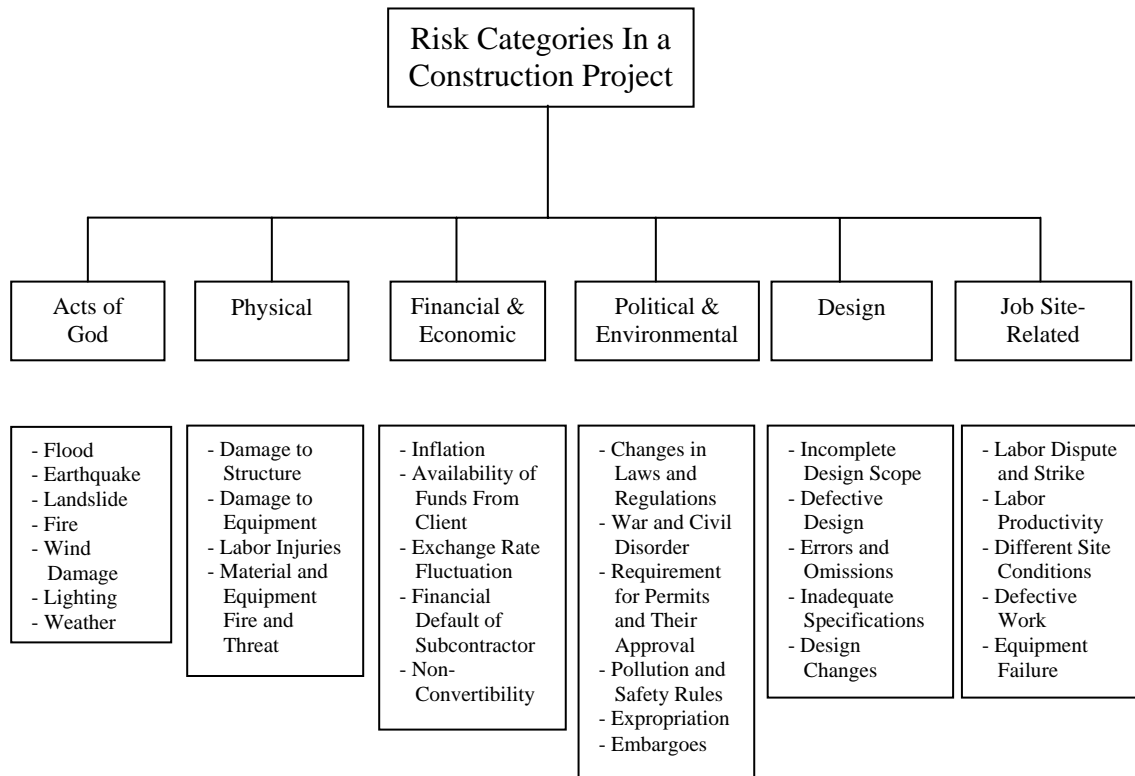 Risk Categories In a
Construction Project
Acts of
God
Physical
Financial &
Economic
Political &
Environmental
Design
Job Site-
Related
- Flood
- Earthquake
- Landslide
- Fire
- Wind
Damage
- Lighting
- Weather
- Damage to
Structure
- Damage to
Equipment
- Labor Injuries
- Material and
Equipment
Fire and
Threat
- Inflation
- Availability of
Funds From
Client
- Exchange Rate
Fluctuation
- Financial
Default of
Subcontractor
- Non-
Convertibility
- Changes in
Laws and
Regulations
- War and Civil
Disorder
- Requirement
for Permits
and Their
Approval
- Pollution and
Safety Rules
- Expropriation
- Embargoes
- Incomplete
Design Scope
- Defective
Design
- Errors and
Omissions
- Inadequate
Specifications
- Design
Changes
- Labor Dispute
and Strike
- Labor
Productivity
- Different Site
Conditions
- Defective
Work
- Equipment
Failure